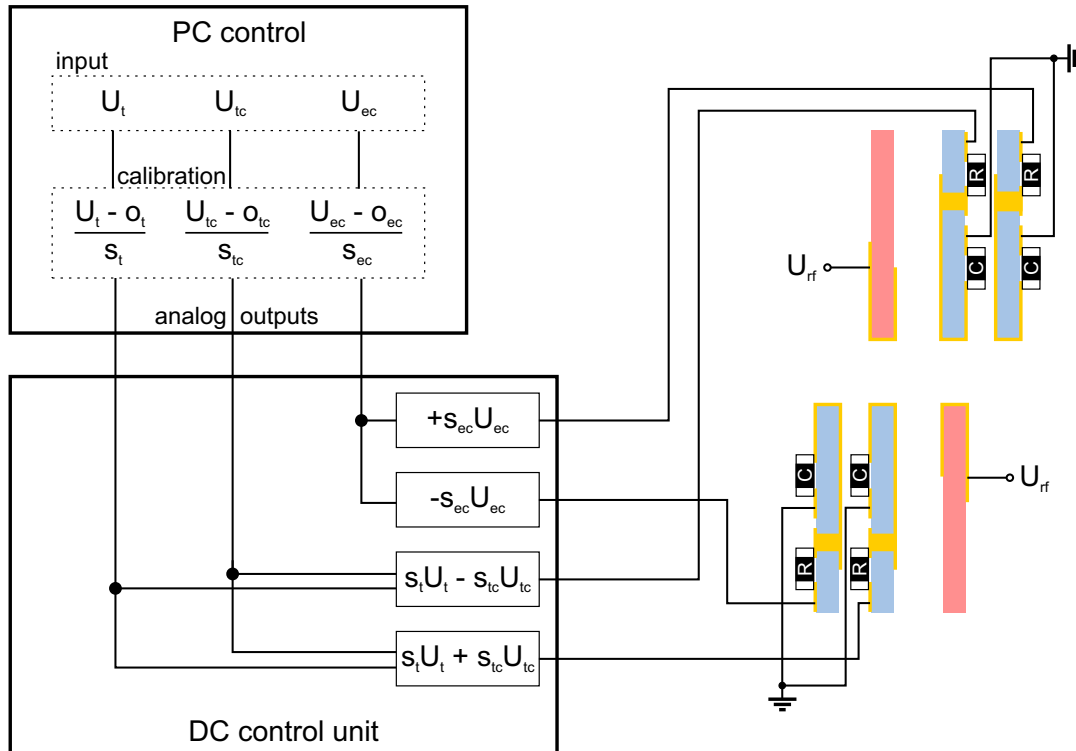 PC control
input
U_t U_tc U_ec
calibration
U_t - o_t U_tc - o_tc U_ec - o_ec
s_t s_tc s_ec
analog outputs
+s_ecU_ec
-s_ecU_ec
s_tU_t - s_tcU_tc
s_tU_t + s_tcU_tc
DC control unit
R R
U_rf
C C
C C
U_rf
R R